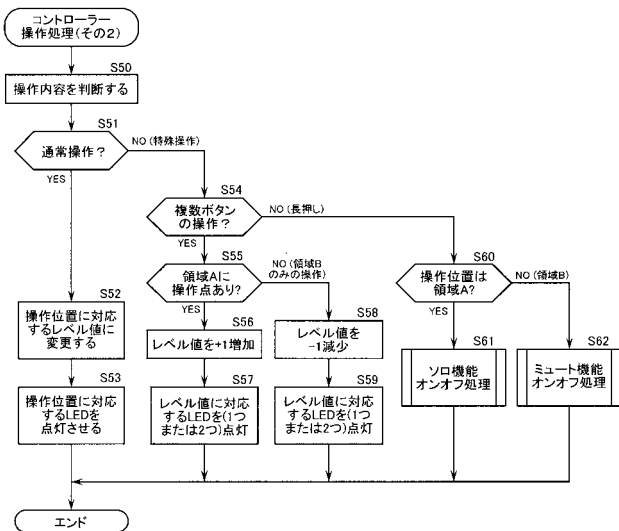 コントローラー
操作処理(その2)
S50
操作内容を判断する
S51
通常操作？
NO(特殊操作)
YES
S54
複数ボタン
の操作？
NO(長押し)
YES
S55
領域Aに
操作点あり?
NO(領域B
のみの操作)
YES
S60
操作位置は
領域A?
NO(領域B)
YES
S52
操作位置に対応
するレベル値に
変更する
S53
操作位置に対応
するLEDを
点灯させる
S56
レベル値を+1増加
S57
レベル値に対応
するLEDを(1つ
または2つ)点灯
S58
レベル値を
-1減少
S59
レベル値に対応
するLEDを(1つ
または2つ)点灯
S61
ソロ機能
オンオフ処理
S62
ミュート機能
オンオフ処理
エンド